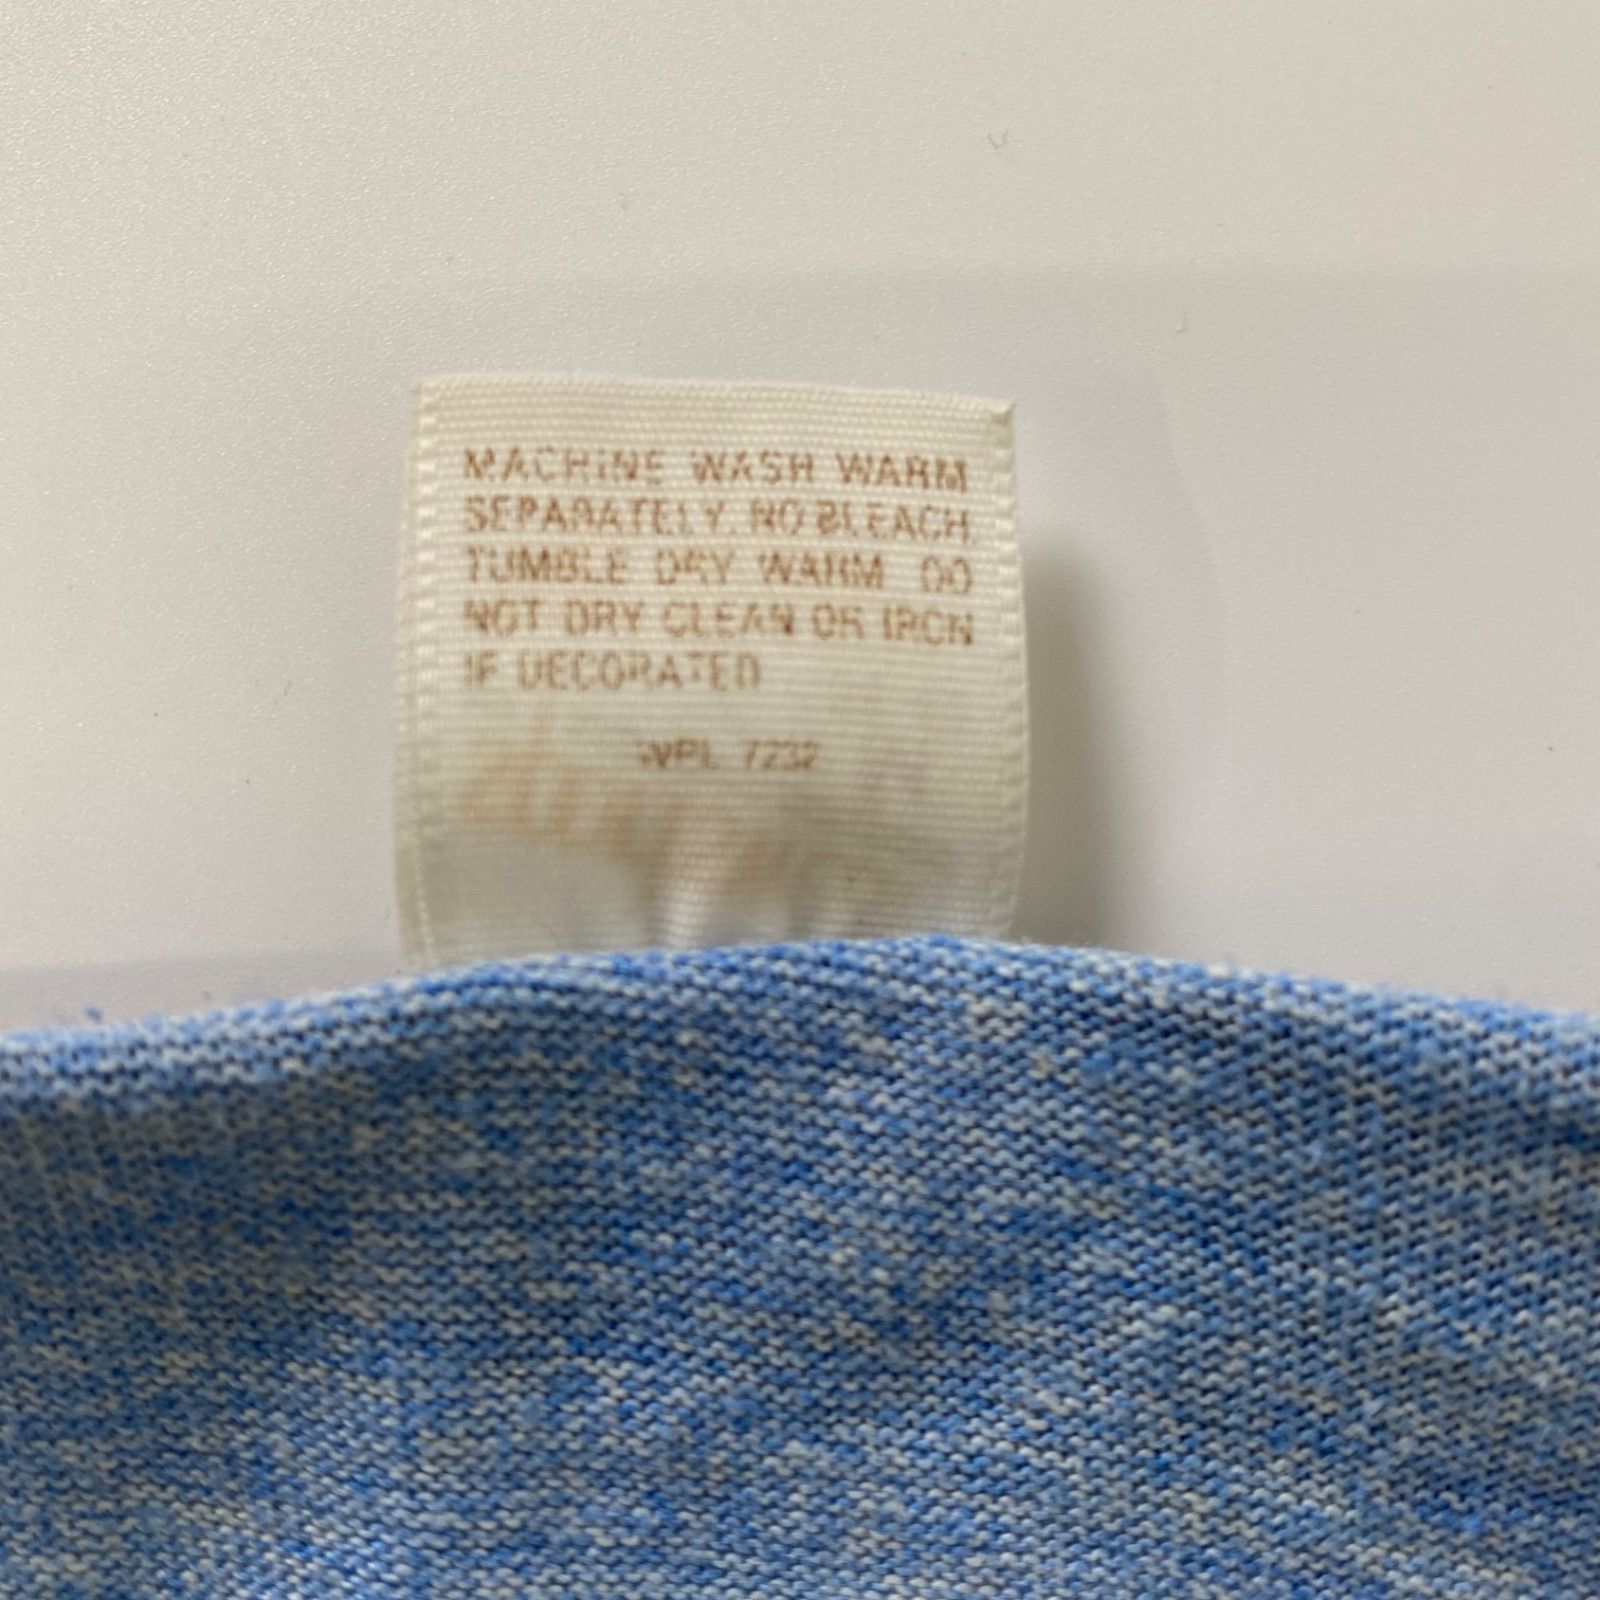 MACHINE WASH WARM
SEPARATELY. NO BLEACH.
TUMBLE DRY WARM DO
NOT DRY CLEAN OR IRON
IF DECORATED
WPL 7232